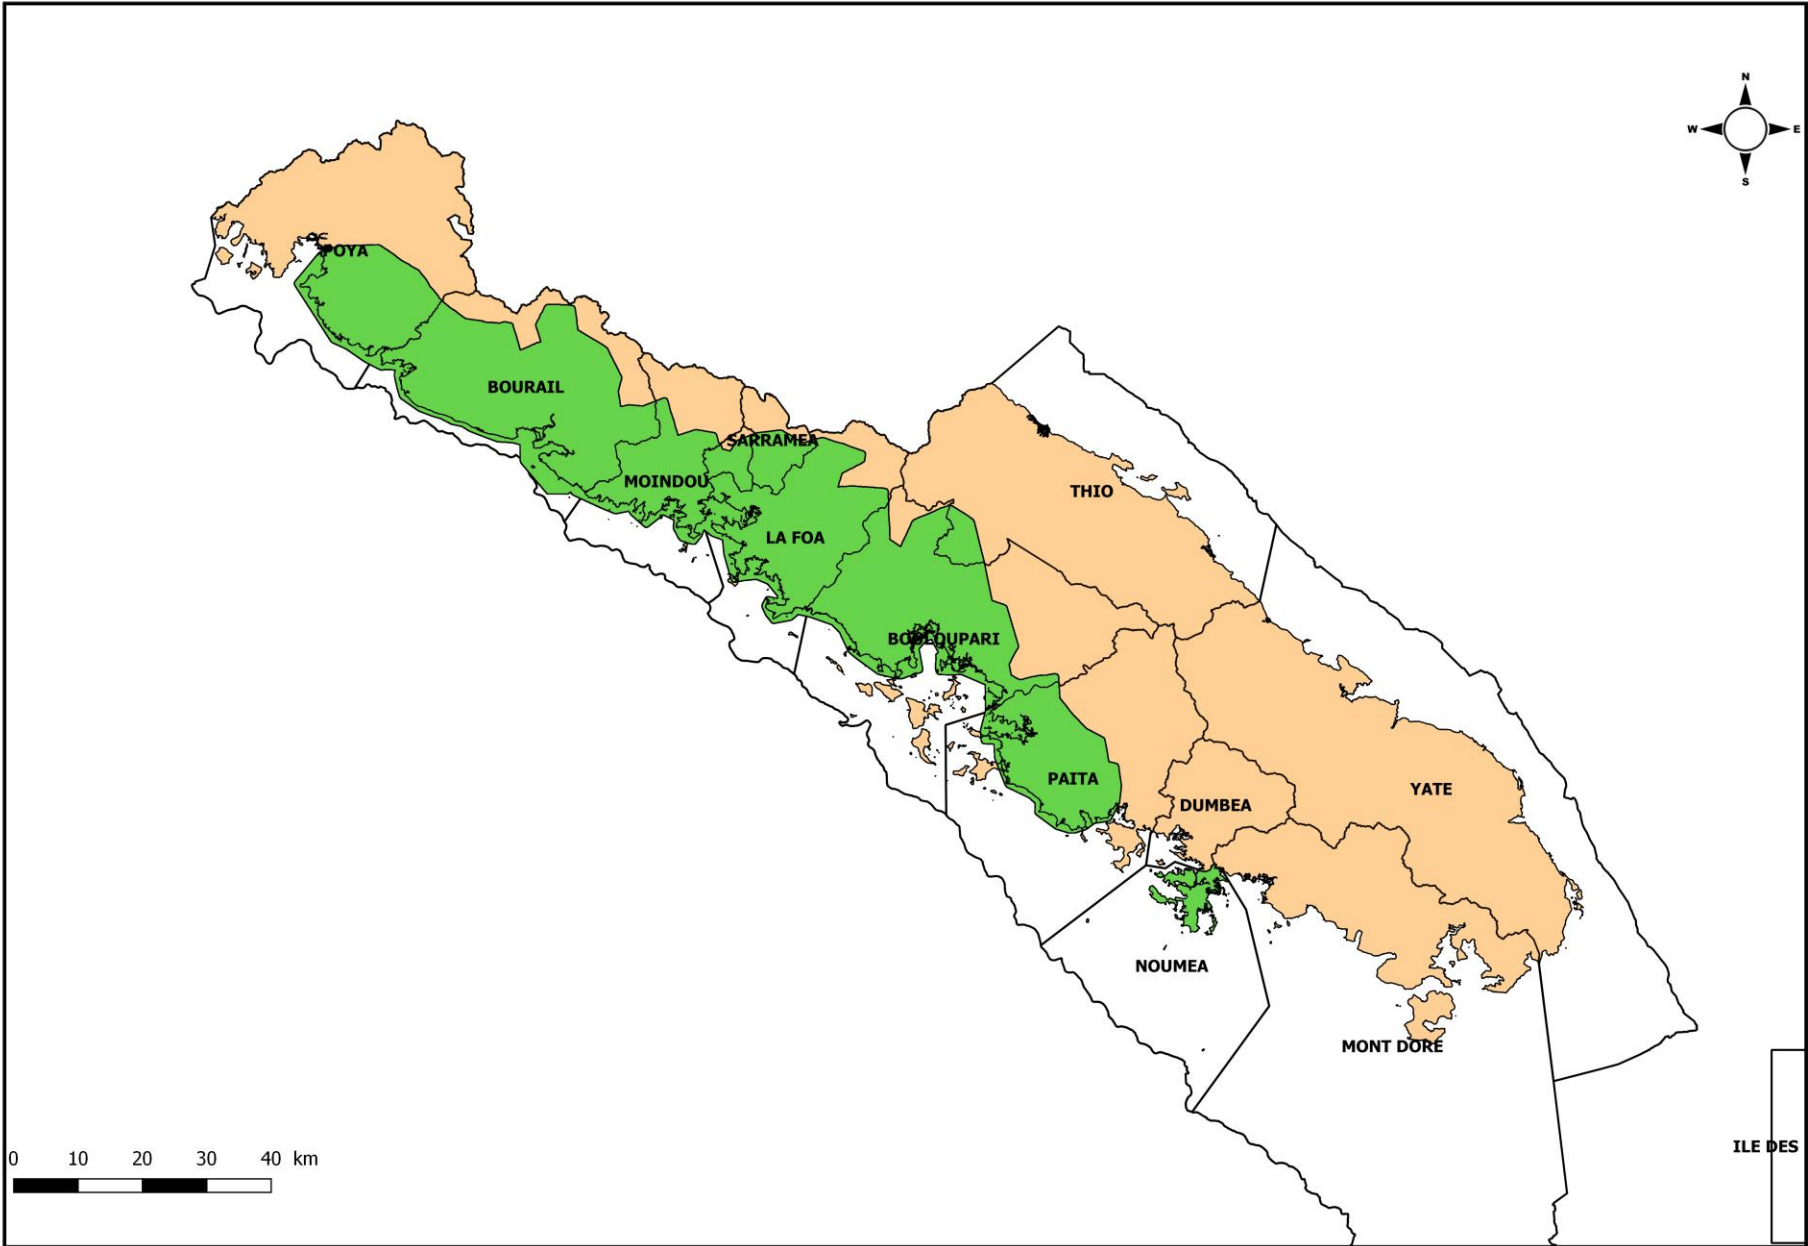 N
W E
S
POYA
BOURAIL
SARRAMEA
MOINDOU
THIO
LA FOA
BOULOUPARI
PAITA
YATE
DUMBEA
NOUMEA
MONT DORE
ILE DES
0 10 20 30 40 km